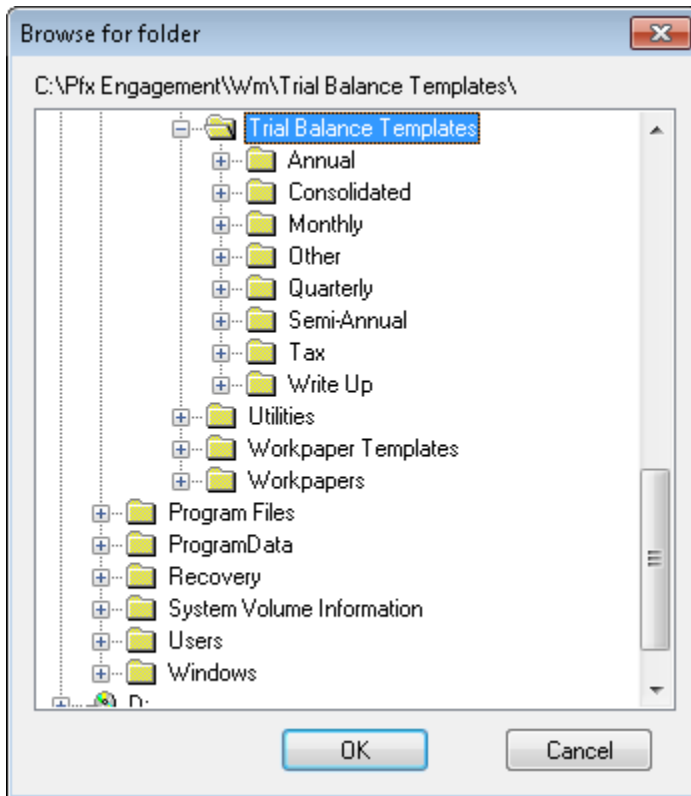 Browse for folder
C:\Pfx Engagement\Wm\Trial Balance Templates\
Trial Balance Templates
Annual
Consolidated
Monthly
Other
Quarterly
Semi-Annual
Tax
Write Up
Utilities
Workpaper Templates
Workpapers
Program Files
ProgramData
Recovery
System Volume Information
Users
Windows
D:
OK
Cancel